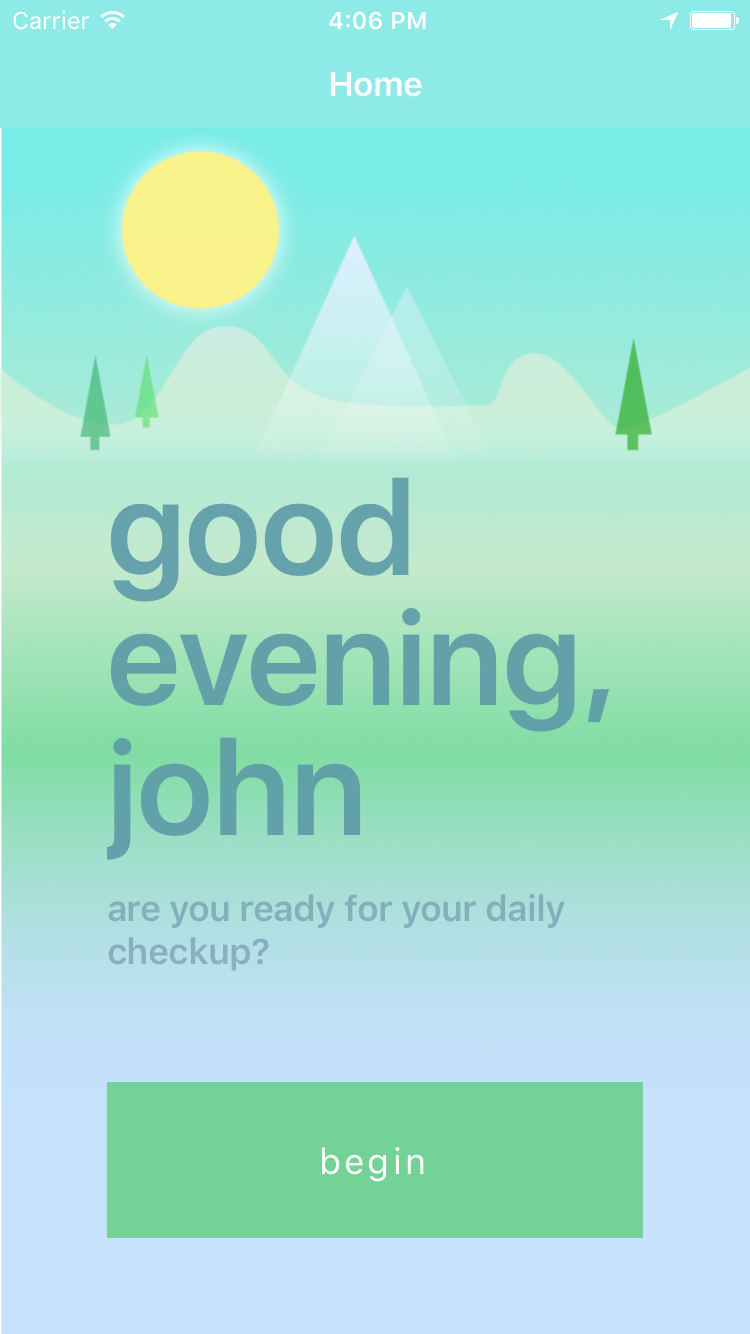 Carrier 4:06 PM
Home
good
evening,
john
are you ready for your daily
checkup?
begin